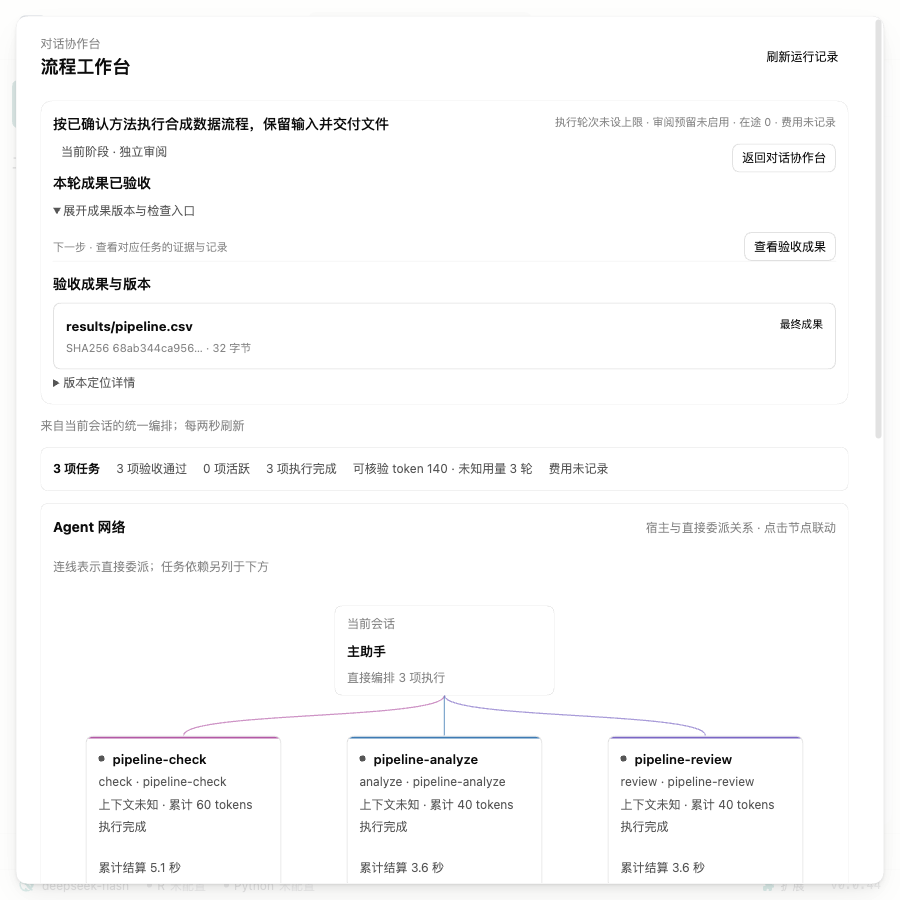 对话协作台
流程工作台
刷新运行记录
按已确认方法执行合成数据流程，保留输入并交付文件
执行轮次未设上限 · 审阅预留未启用 · 在途 0 · 费用未记录
当前阶段 · 独立审阅
返回对话协作台
本轮成果已验收
▼展开成果版本与检查入口
下一步 · 查看对应任务的证据与记录
查看验收成果
验收成果与版本
results/pipeline.csv
最终成果
SHA256 68ab344ca956... · 32 字节
▶ 版本定位详情
来自当前会话的统一编排；每两秒刷新
3 项任务 3 项验收通过 0 项活跃 3 项执行完成 可核验 token 140 · 未知用量 3 轮 费用未记录
Agent 网络
宿主与直接委派关系 · 点击节点联动
连线表示直接委派；任务依赖另列于下方
当前会话
主助手
直接编排 3 项执行
pipeline-check
check · pipeline-check
上下文未知 · 累计 60 tokens
执行完成
累计结算 5.1 秒
pipeline-analyze
analyze · pipeline-analyze
上下文未知 · 累计 40 tokens
执行完成
累计结算 3.6 秒
pipeline-review
review · pipeline-review
上下文未知 · 累计 40 tokens
执行完成
累计结算 3.6 秒